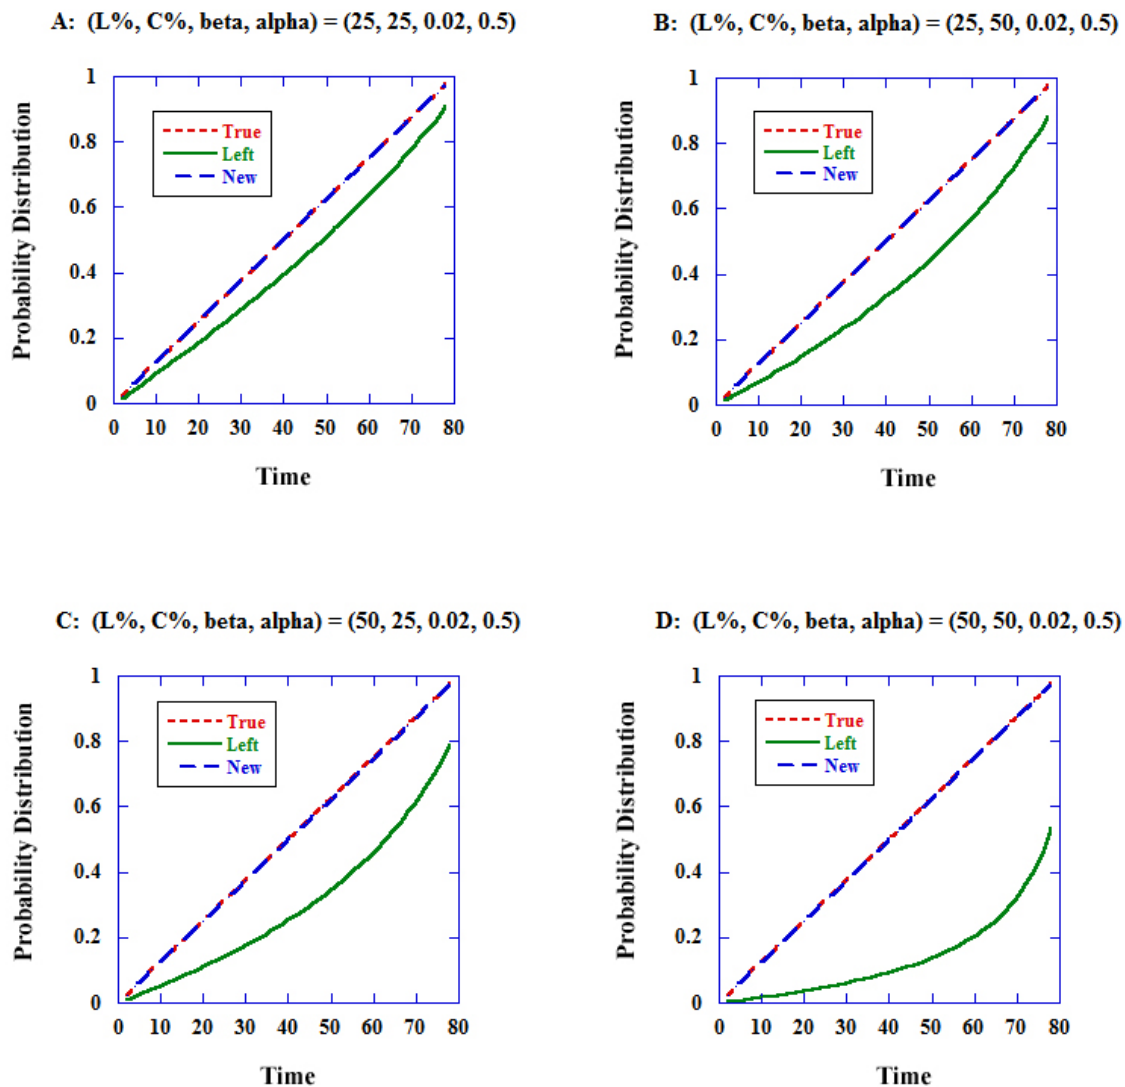 A: (L%, C%, beta, alpha) = (25, 25, 0.02, 0.5)
1
0.8
0.6
0.4
0.2
0
Probability Distribution
True
Left
New
0 10 20 30 40 50 60 70 80
Time
B: (L%, C%, beta, alpha) = (25, 50, 0.02, 0.5)
1
0.8
0.6
0.4
0.2
0
Probability Distribution
True
Left
New
0 10 20 30 40 50 60 70 80
Time
C: (L%, C%, beta, alpha) = (50, 25, 0.02, 0.5)
1
0.8
0.6
0.4
0.2
0
Probability Distribution
True
Left
New
0 10 20 30 40 50 60 70 80
Time
D: (L%, C%, beta, alpha) = (50, 50, 0.02, 0.5)
1
0.8
0.6
0.4
0.2
0
Probability Distribution
True
Left
New
0 10 20 30 40 50 60 70 80
Time